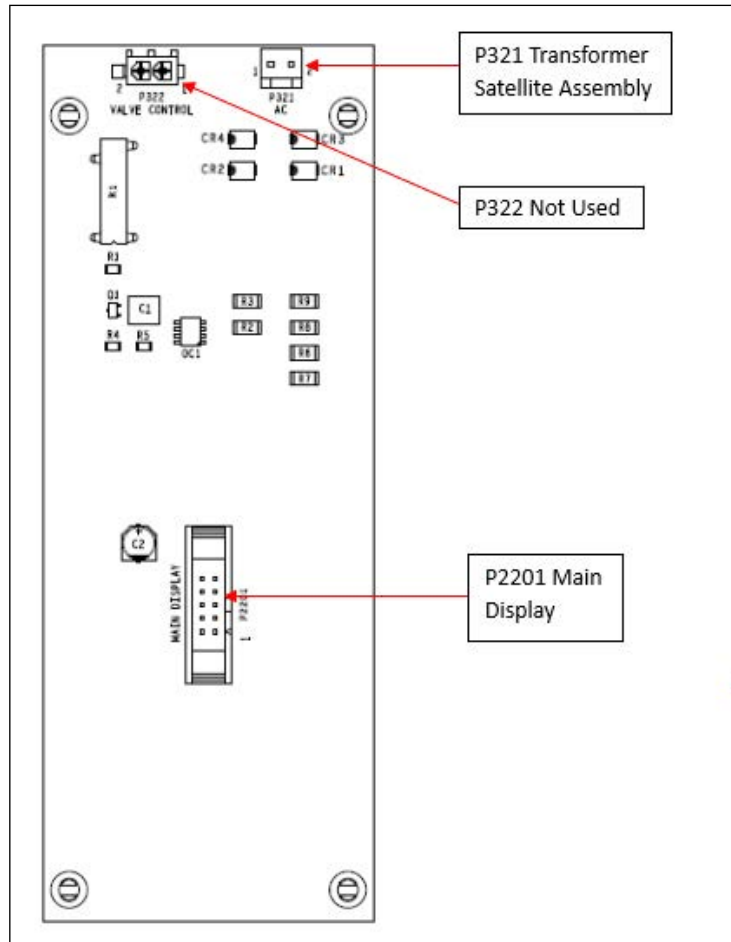 P321 Transformer
Satellite Assembly
2
1
P322
VALVE CONTROL
1
2
P321
AC
CR4
CR3
CR2
CR1
K1
P322 Not Used
R1
Q1
C1
R3
R9
R4
R5
OC1
R2
R8
R6
R7
C2
MAIN DISPLAY
P2201
1
P2201 Main
Display